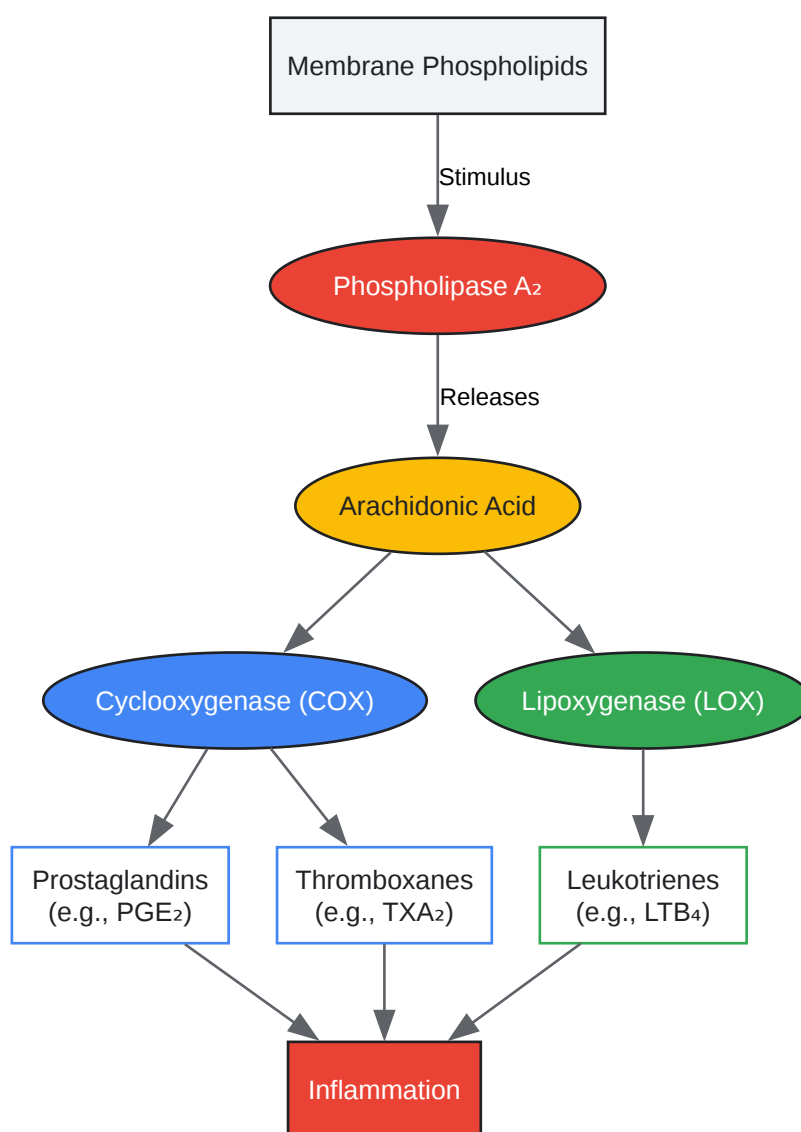 Membrane Phospholipids
Stimulus
Phospholipase A₂
Releases
Arachidonic Acid
Cyclooxygenase (COX)
Lipoxygenase (LOX)
Prostaglandins
(e.g., PGE₂)
Thromboxanes
(e.g., TXA₂)
Leukotrienes
(e.g., LTB₄)
Inflammation